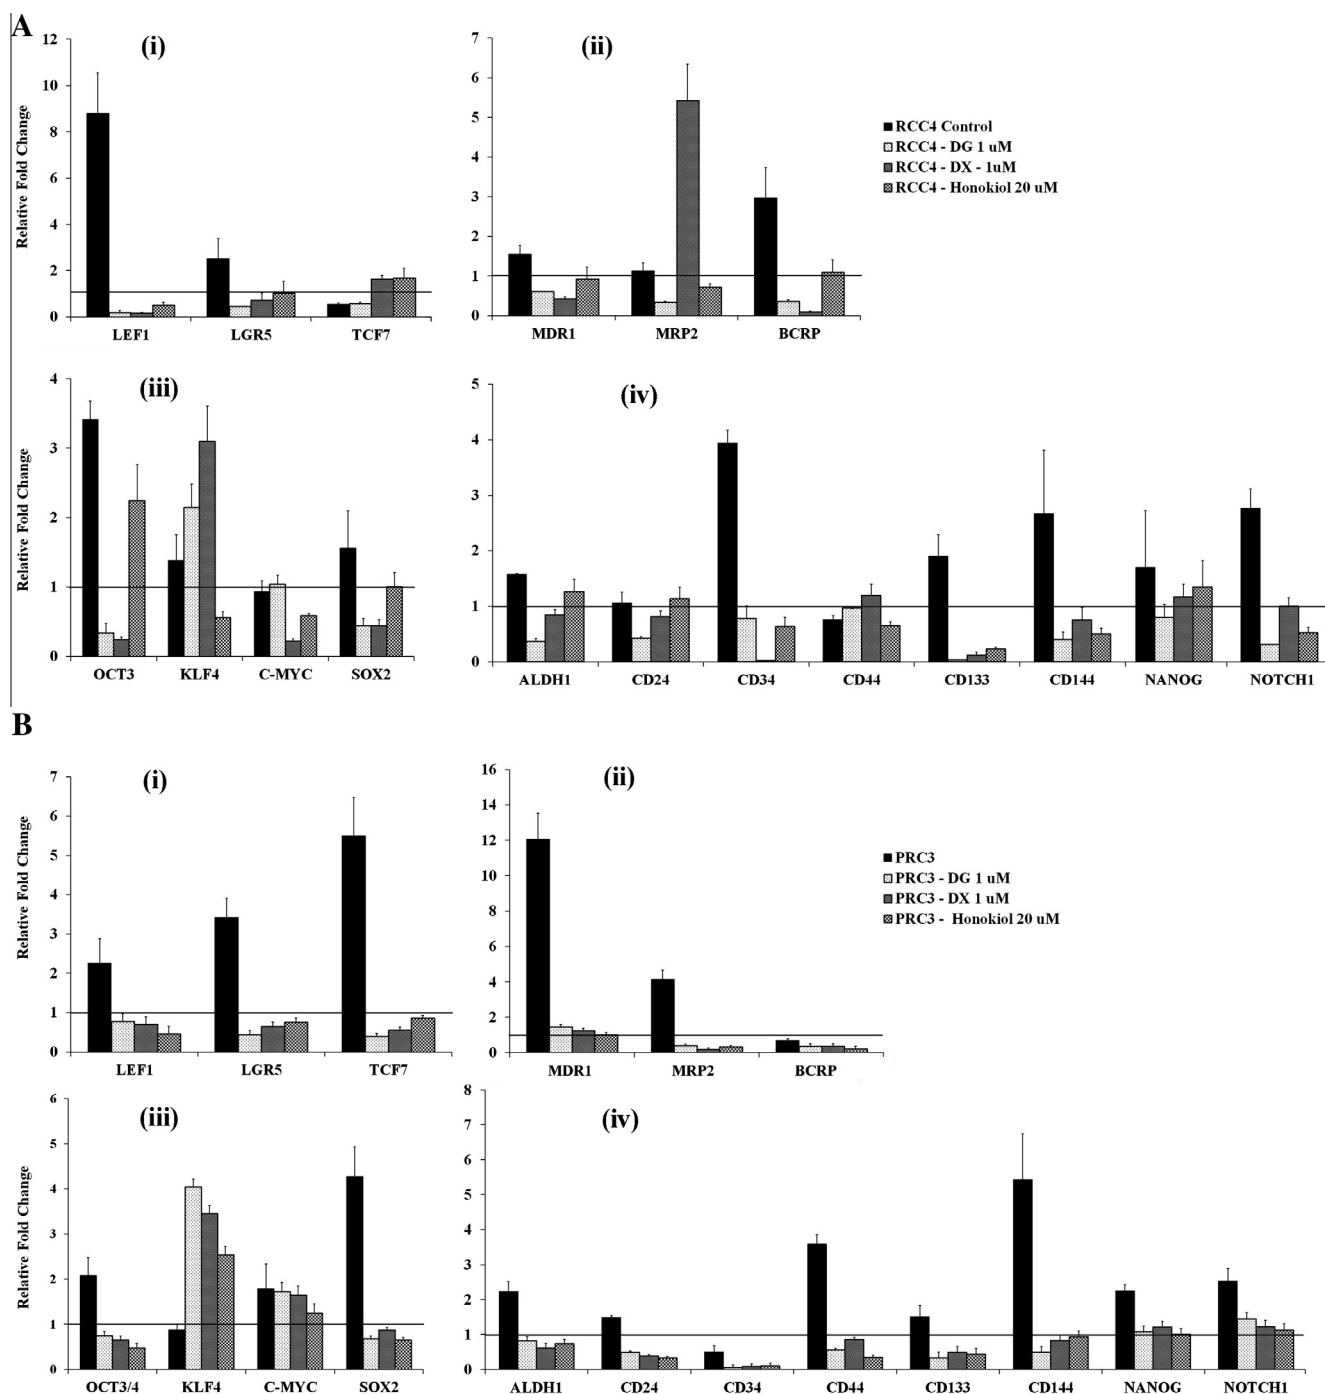 A
(i)
12
10
8
6
4
2
0
Relative Fold Change
LEF1 LGR5 TCF7
(ii)
7
6
5
4
3
2
1
0
MDR1 MRP2 BCRP
RCC4 Control
RCC4 - DG 1 uM
RCC4 - DX - 1uM
RCC4 - Honokiol 20 uM
(iii)
4
3
2
1
0
Relative Fold Change
OCT3 KLF4 C-MYC SOX2
(iv)
5
4
3
2
1
0
ALDH1 CD24 CD34 CD44 CD133 CD144 NANOG NOTCH1
B
(i)
7
6
5
4
3
2
1
0
Relative Fold Change
LEF1 LGR5 TCF7
(ii)
16
14
12
10
8
6
4
2
0
MDR1 MRP2 BCRP
PRC3
PRC3 - DG 1 uM
PRC3 - DX 1 uM
PRC3 - Honokiol 20 uM
(iii)
6
5
4
3
2
1
0
Relative Fold Change
OCT3/4 KLF4 C-MYC SOX2
(iv)
8
7
6
5
4
3
2
1
0
ALDH1 CD24 CD34 CD44 CD133 CD144 NANOG NOTCH1